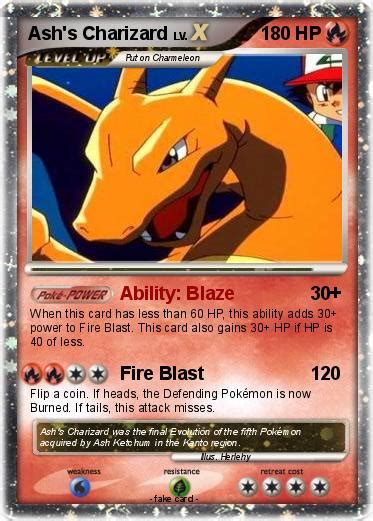 Ash's Charizard LV. X 180 HP
LEVEL-UP Put on Charmeleon
Poké-POWER Ability: Blaze 30+
When this card has less than 60 HP, this ability adds 30+
power to Fire Blast. This card also gains 30+ HP if HP is
40 of less.
Fire Blast 120
Flip a coin. If heads, the Defending Pokémon is now
Burned. If tails, this attack misses.
Ash's Charizard was the final Evolution of the fifth Pokémon
acquired by Ash Ketchum in the Kanto region.
Illus. Herlehy
weakness resistance retreat cost
- fake card -